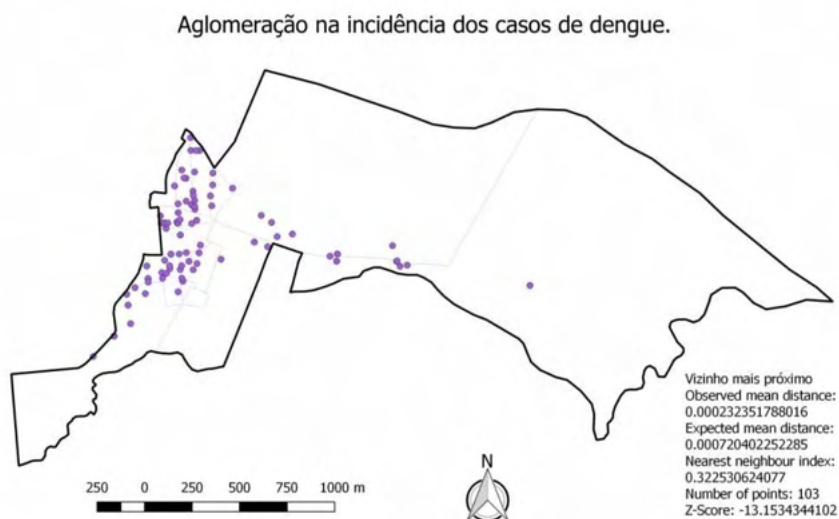 Aglomeração na incidência dos casos de dengue.
Vizinho mais próximo
Observed mean distance:
0.000232351788016
Expected mean distance:
0.000720402252285
Nearest neighbour index:
0.322530624077
Number of points: 103
Z-Score: -13.1534344102
250 0 250 500 750 1000 m
N